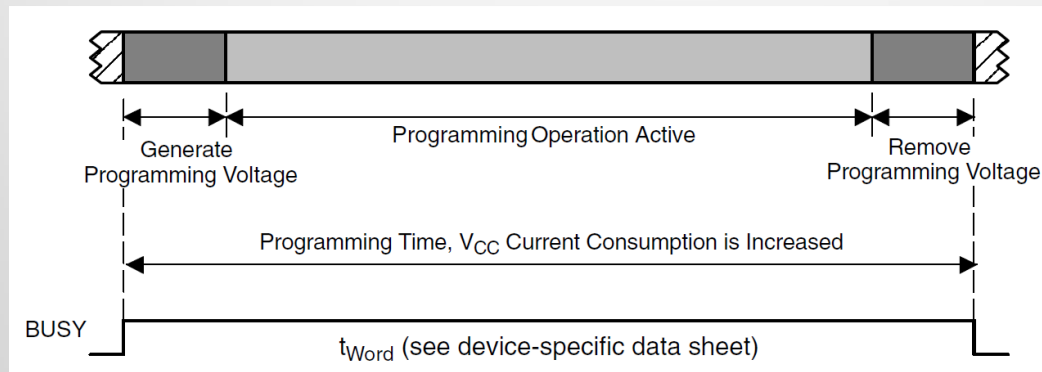 Generate
Programming Voltage
Programming Operation Active
Remove
Programming Voltage
Programming Time, VCC Current Consumption is Increased
BUSY
tWord (see device-specific data sheet)